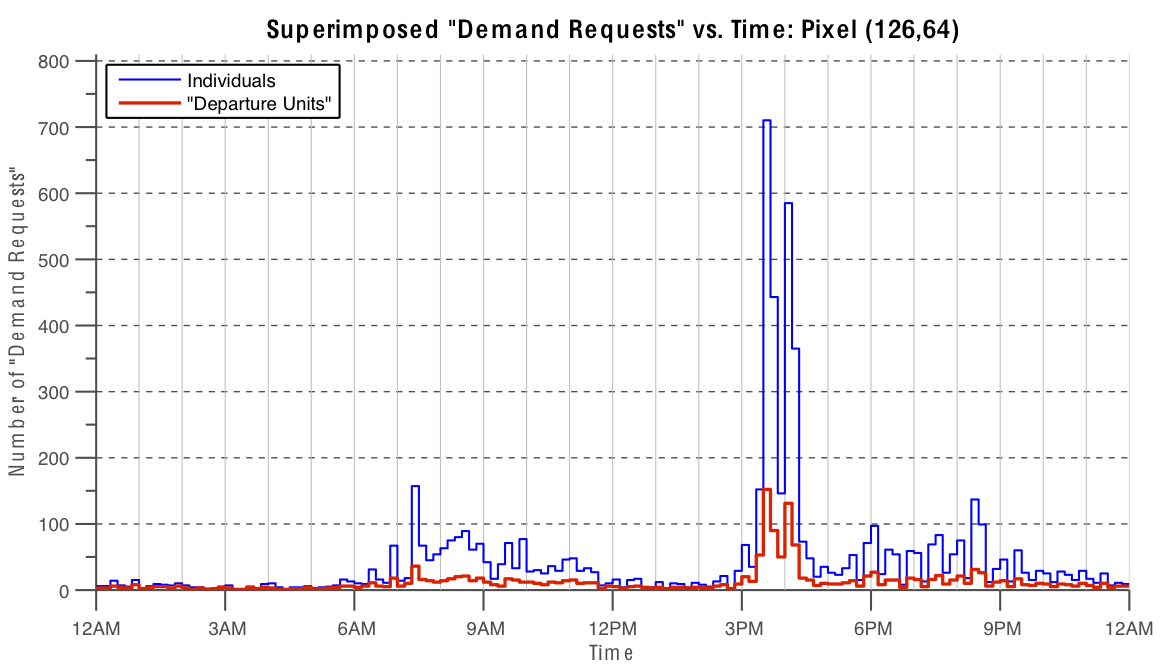 Superimposed "Demand Requests" vs. Time: Pixel (126,64)
Individuals
"Departure Units"
Number of "Demand Requests"
800
700
600
500
400
300
200
100
0
12AM 3AM 6AM 9AM 12PM 3PM 6PM 9PM 12AM
Time